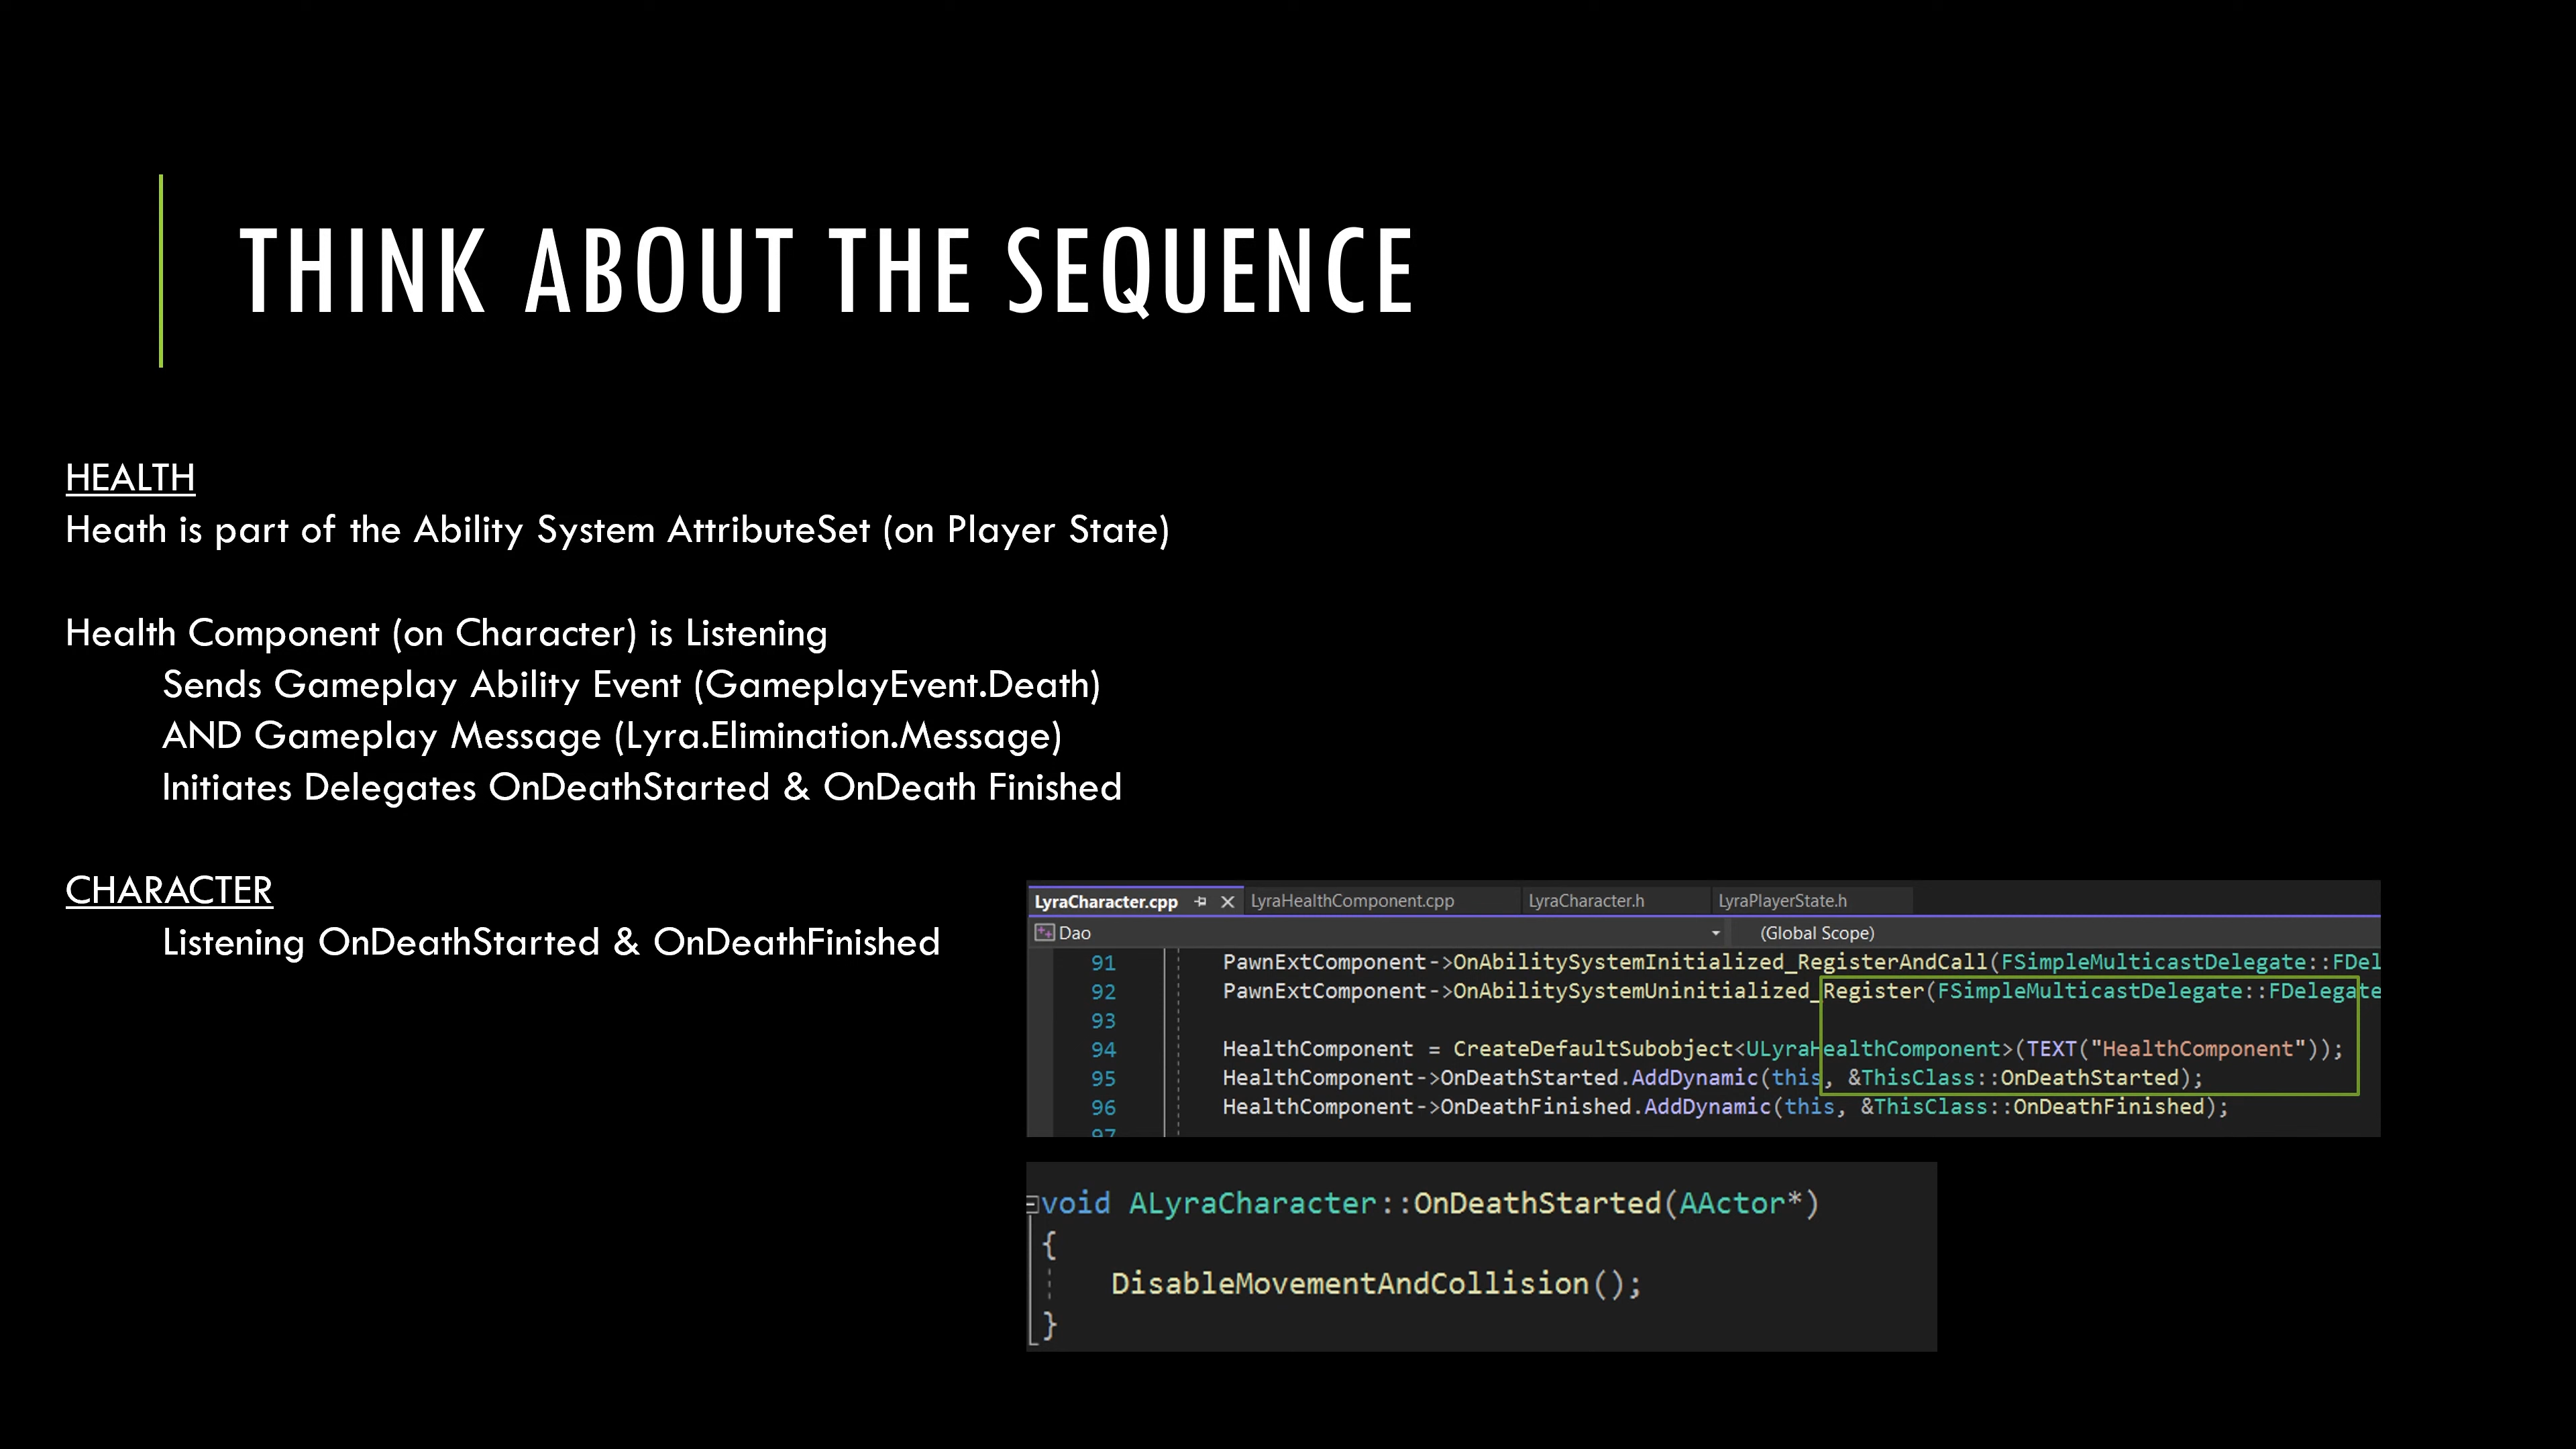 THINK ABOUT THE SEQUENCE
HEALTH
Heath is part of the Ability System AttributeSet (on Player State)
Health Component (on Character) is Listening
Sends Gameplay Ability Event (GameplayEvent.Death)
AND Gameplay Message (Lyra.Elimination.Message)
Initiates Delegates OnDeathStarted & OnDeath Finished
CHARACTER
Listening OnDeathStarted & OnDeathFinished
LyraCharacter.cpp LyraHealthComponent.cpp LyraCharacter.h LyraPlayerState.h
Dao (Global Scope)
91 PawnExtComponent->OnAbilitySystemInitialized_RegisterAndCall(FSimpleMulticastDelegate::FDel
92 PawnExtComponent->OnAbilitySystemUninitialized_Register(FSimpleMulticastDelegate::FDelegate
93
94 HealthComponent = CreateDefaultSubobject<ULyraHealthComponent>(TEXT("HealthComponent"));
95 HealthComponent->OnDeathStarted.AddDynamic(this, &ThisClass::OnDeathStarted);
96 HealthComponent->OnDeathFinished.AddDynamic(this, &ThisClass::OnDeathFinished);
97
void ALyraCharacter::OnDeathStarted(AActor*)
{
DisableMovementAndCollision();
}